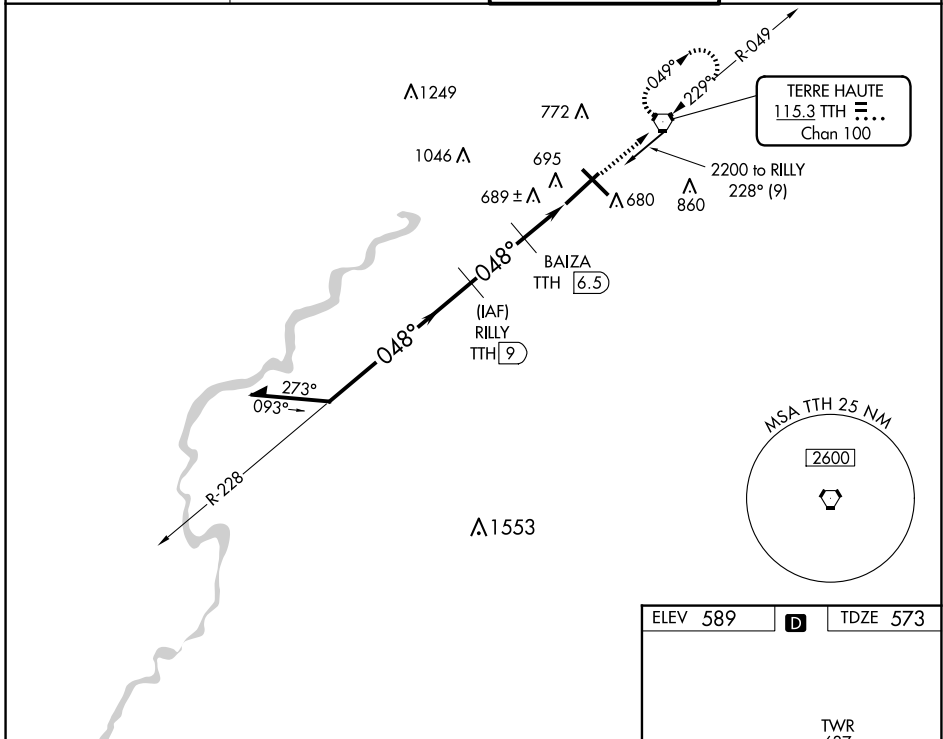 R-049
049°
229°
TERRE HAUTE
115.3 TTH
Chan 100
1249
772
1046
695
2200 to RILLY
228° (9)
689 ±
680
860
048°
BAIZA
TTH 6.5
(IAF)
RILLY
TTH 9
048°
273°
093°
MSA TTH 25 NM
2600
R-228
1553
ELEV 589
D
TDZE 573
TWR